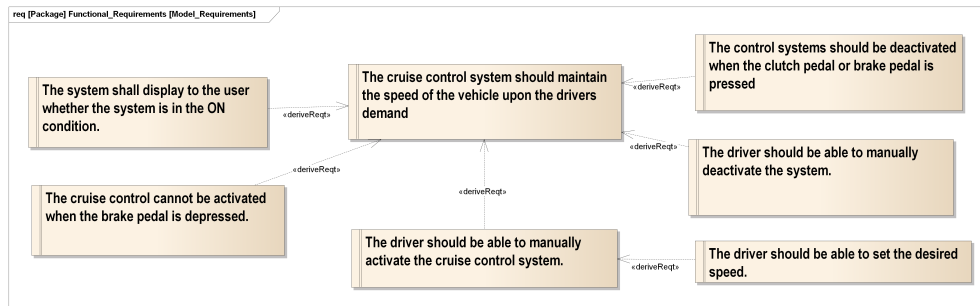 req [Package] Functional_Requirements [Model_Requirements]
The system shall display to the user
whether the system is in the ON
condition.
«deriveReqt»
The cruise control system should maintain
the speed of the vehicle upon the drivers
demand
«deriveReqt»
The control systems should be deactivated
when the clutch pedal or brake pedal is
pressed
«deriveReqt»
The driver should be able to manually
deactivate the system.
«deriveReqt»
The cruise control cannot be activated
when the brake pedal is depressed.
«deriveReqt»
The driver should be able to manually
activate the cruise control system.
«deriveReqt»
The driver should be able to set the desired
speed.